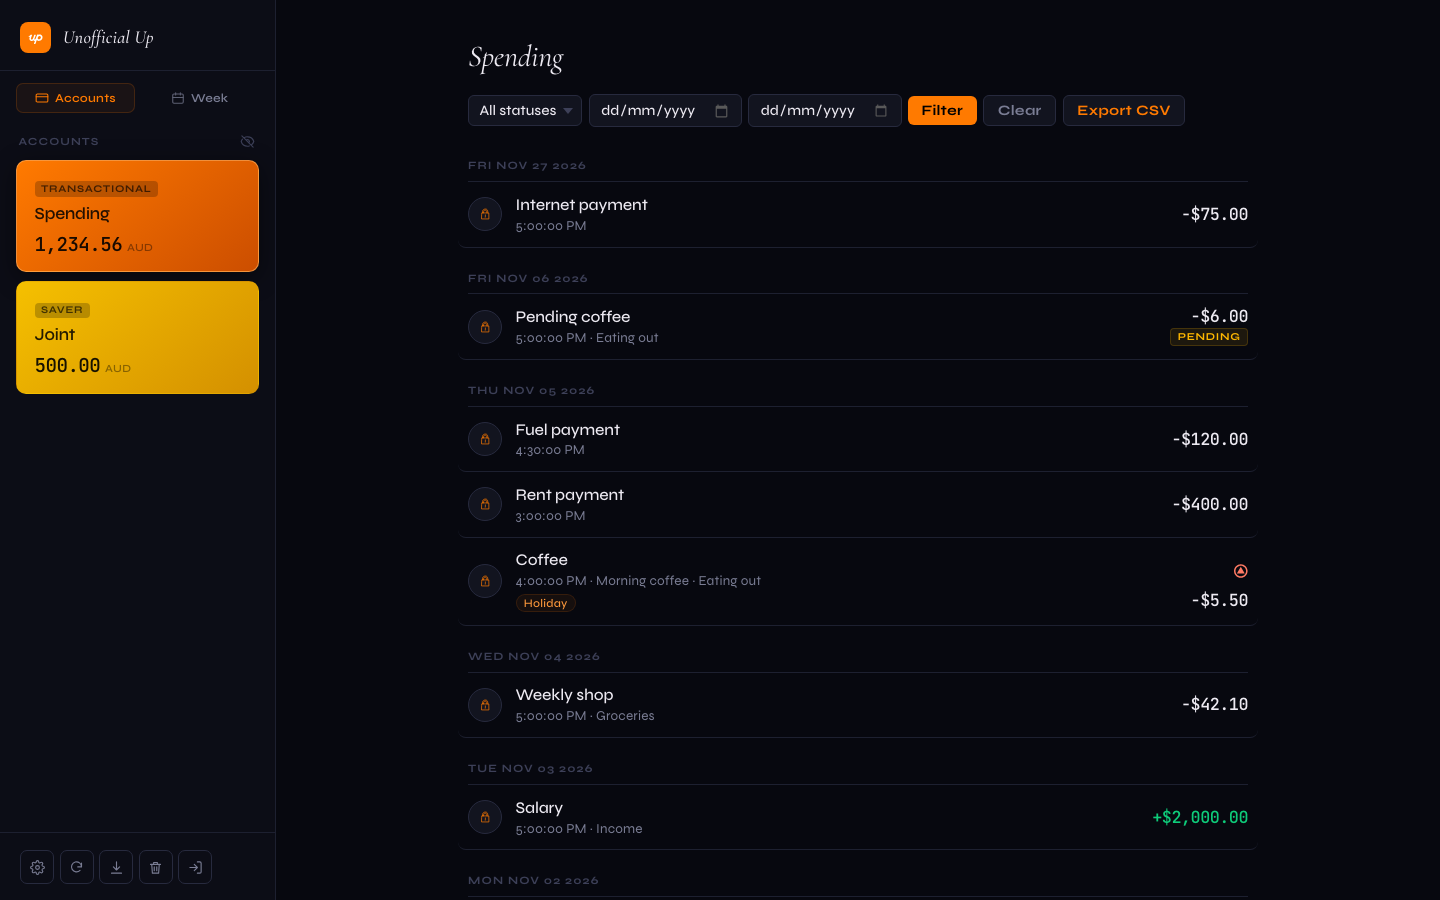 up Unofficial Up
Accounts Week
ACCOUNTS
TRANSACTIONAL
Spending
1,234.56 AUD
SAVER
Joint
500.00 AUD
Spending
All statuses dd/mm/yyyy dd/mm/yyyy Filter Clear Export CSV
FRI NOV 27 2026
Internet payment
5:00:00 PM
-$75.00
FRI NOV 06 2026
Pending coffee
5:00:00 PM · Eating out
-$6.00
PENDING
THU NOV 05 2026
Fuel payment
4:30:00 PM
-$120.00
Rent payment
3:00:00 PM
-$400.00
Coffee
4:00:00 PM · Morning coffee · Eating out
Holiday
-$5.50
WED NOV 04 2026
Weekly shop
5:00:00 PM · Groceries
-$42.10
TUE NOV 03 2026
Salary
5:00:00 PM · Income
+$2,000.00
MON NOV 02 2026